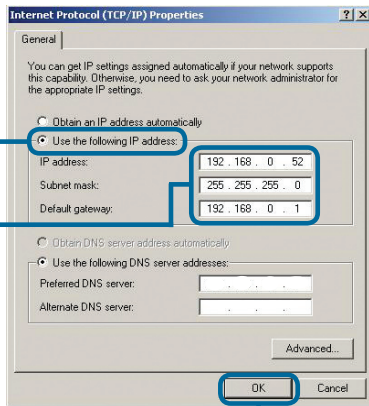 Internet Protocol (TCP/IP) Properties
General
You can get IP settings assigned automatically if your network supports
this capability. Otherwise, you need to ask your network administrator for
the appropriate IP settings.
Obtain an IP address automatically
Use the following IP address:
IP address: 192 . 168 . 0 . 52
Subnet mask: 255 . 255 . 255 . 0
Default gateway: 192 . 168 . 0 . 1
Obtain DNS server address automatically
Use the following DNS server addresses:
Preferred DNS server: . . .
Alternate DNS server: . . .
Advanced...
OK Cancel